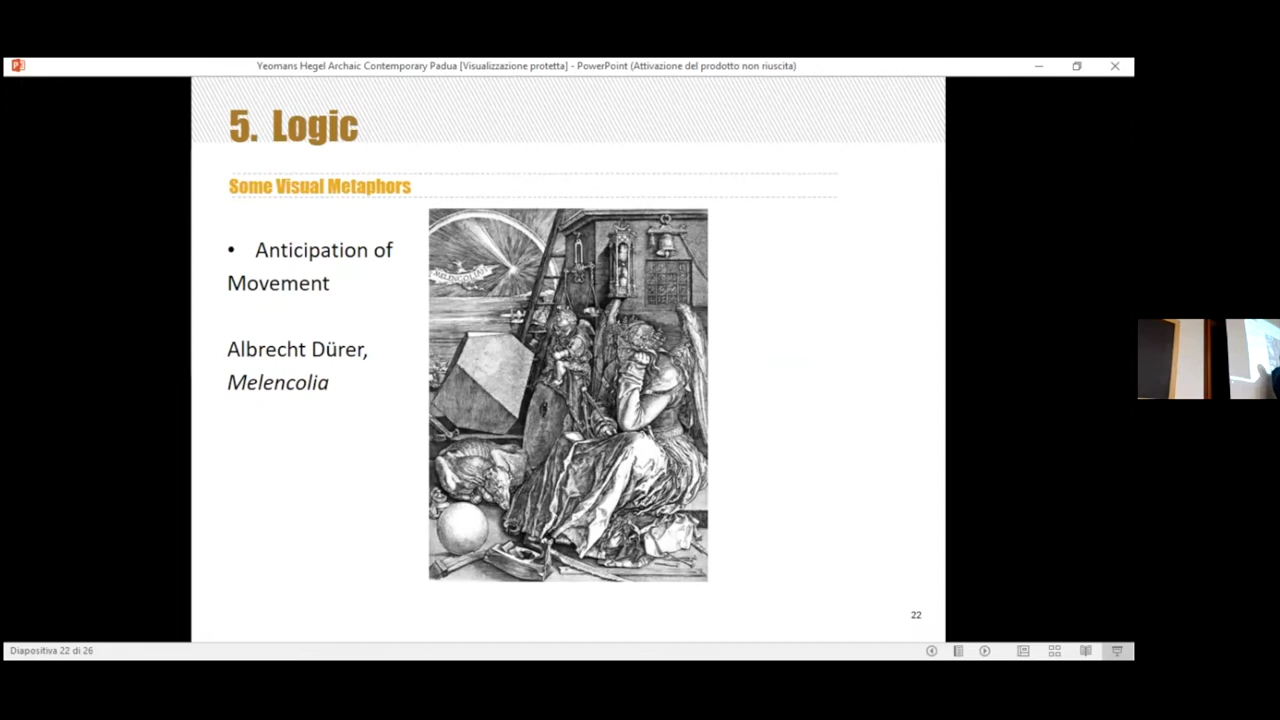 Yeomans Hegel Archaic Contemporary Padua [Visualizzazione protetta] - PowerPoint (Attivazione del prodotto non riuscita)
5. Logic
Some Visual Metaphors
• Anticipation of
Movement
Albrecht Dürer,
Melencolia
MELENCOLIA
22
Diapositiva 22 di 26